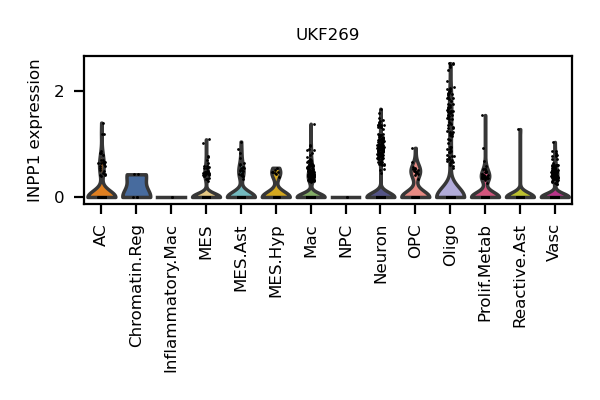 UKF269
INPP1 expression
2
0
AC
Chromatin.Reg
Inflammatory.Mac
MES
MES.Ast
MES.Hyp
Mac
NPC
Neuron
OPC
Oligo
Prolif.Metab
Reactive.Ast
Vasc